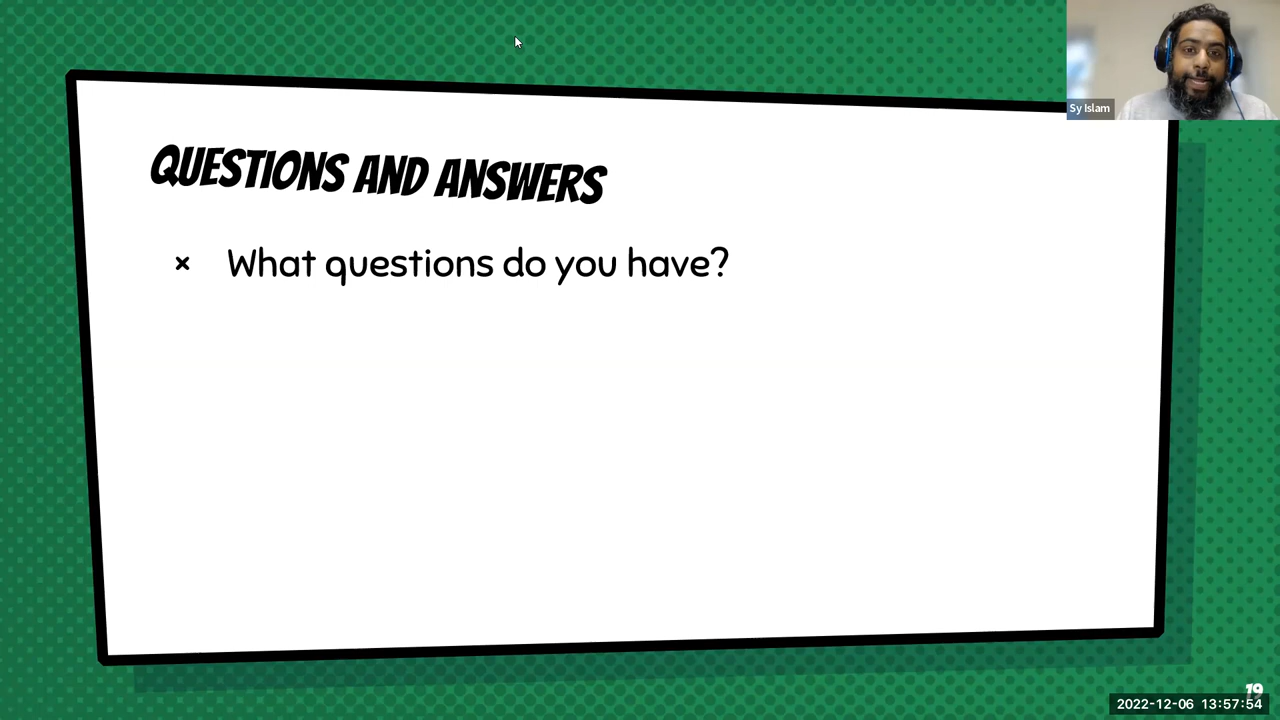 Sy Islam
QUESTIONS AND ANSWERS
× What questions do you have?
19
2022-12-06 13:57:54